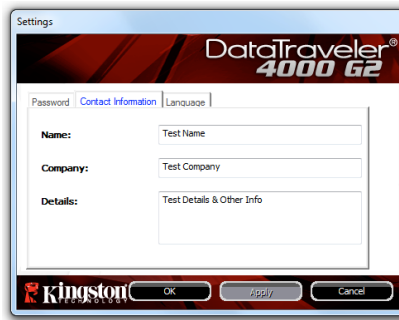 Settings
DataTraveler®
4000 G2
Password Contact Information Language
Name: Test Name
Company: Test Company
Details: Test Details & Other Info
Kingston
TECHNOLOGY
OK Apply Cancel